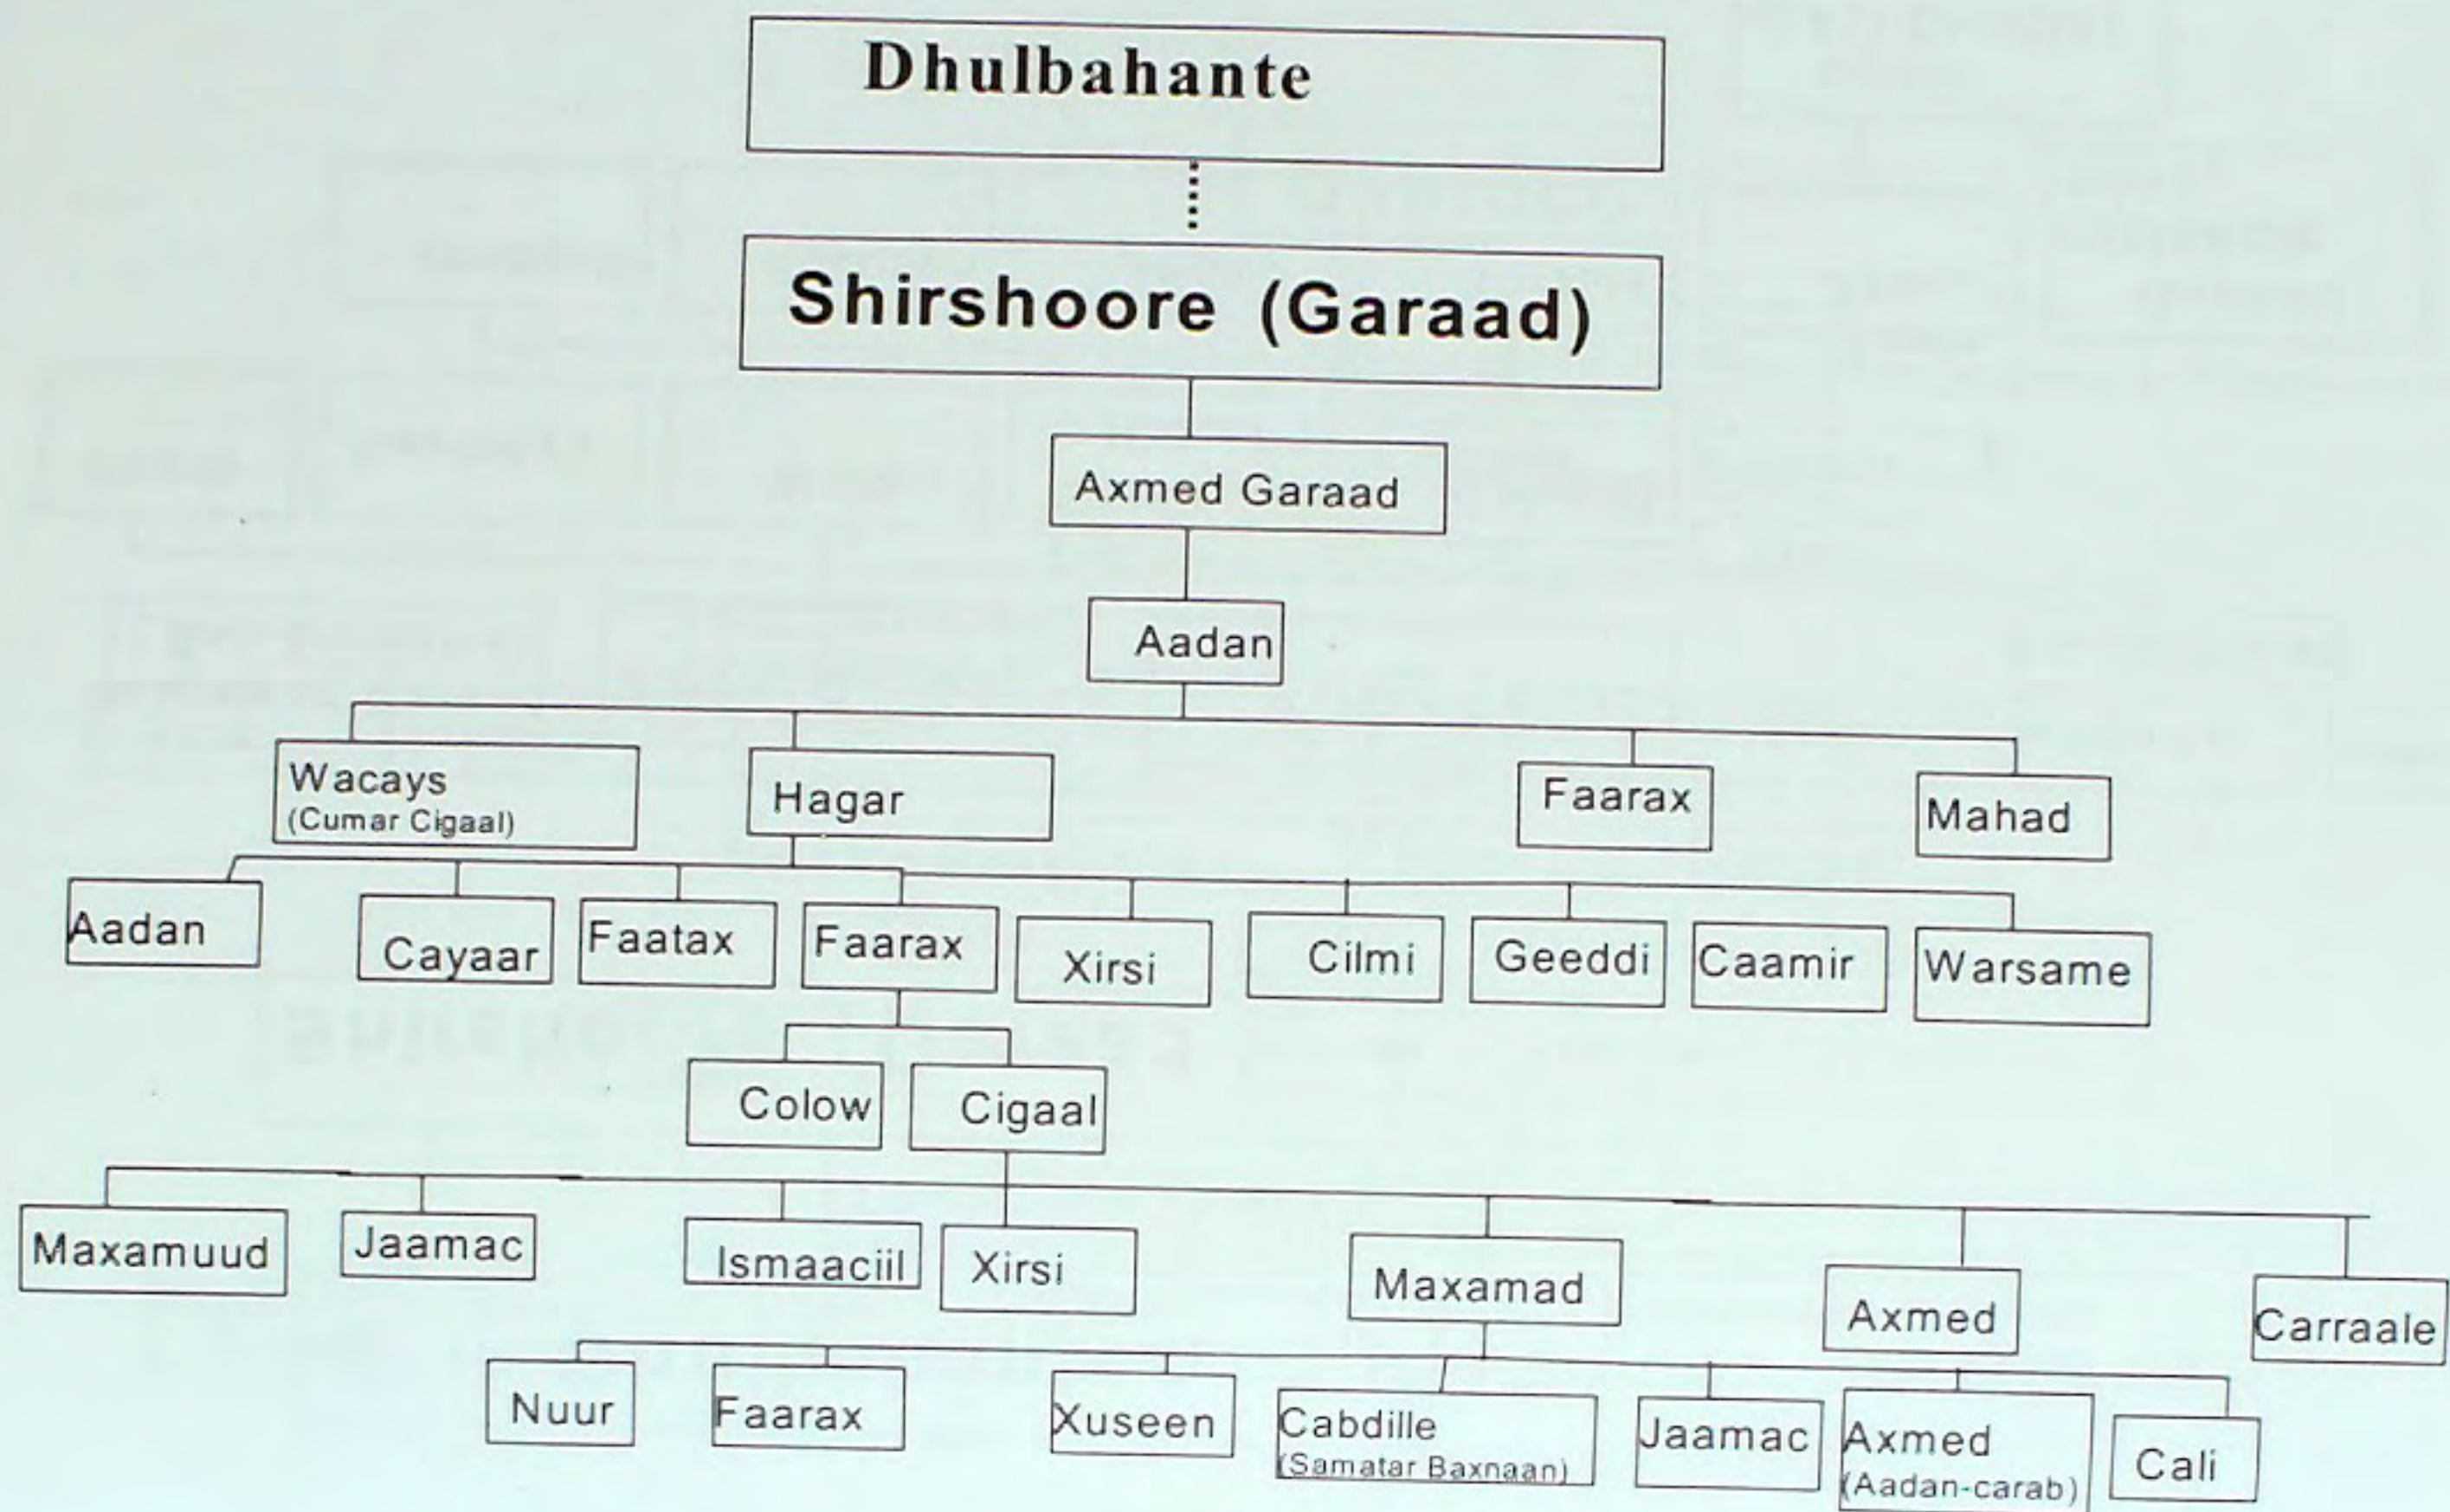 Dhulbahante
Shirshoore (Garaad)
Axmed Garaad
Aadan
Wacays
(Cumar Cigaal)
Hagar
Faarax
Mahad
Aadan
Cayaar
Faatax
Faarax
Xirsi
Cilmi
Geeddi
Caamir
Warsame
Colow
Cigaal
Maxamuud
Jaamac
Ismaaciil
Xirsi
Maxamad
Axmed
Carraale
Nuur
Faarax
Xuseen
Cabdille
(Samatar Baxnaan)
Jaamac
Axmed
(Aadan-carab)
Cali